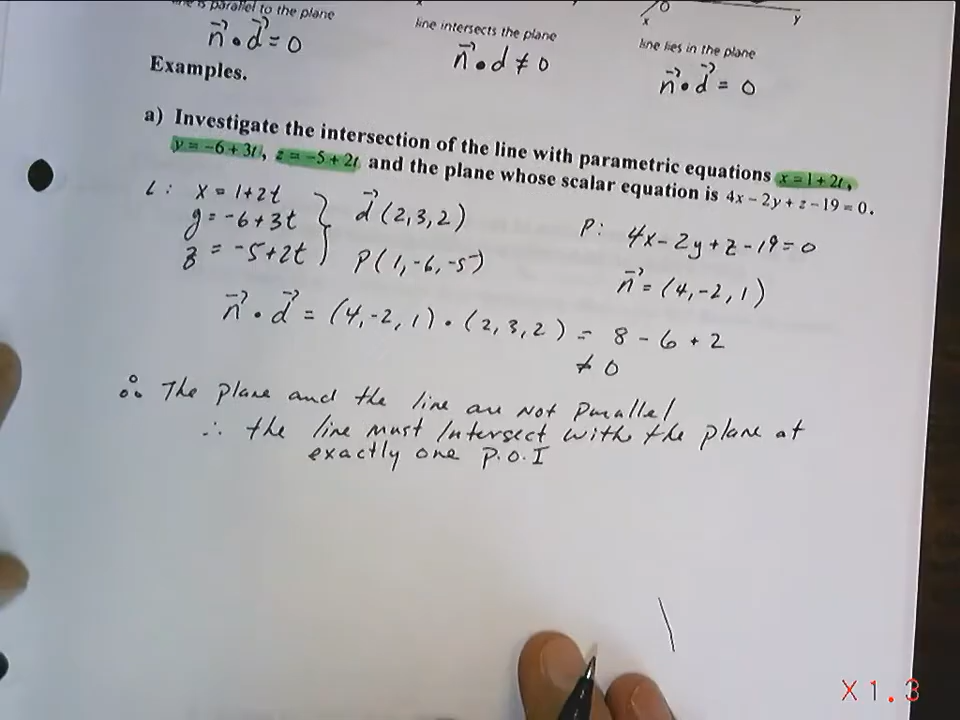 is parallel to the plane
line intersects the plane
line lies in the plane
x
y
n⃗ • d⃗ = 0
n⃗ • d ≠ 0
n⃗ • d⃗ = 0
Examples.
a) Investigate the intersection of the line with parametric equations x = 1 + 2t,
y = −6 + 3t, z = −5 + 2t and the plane whose scalar equation is 4x − 2y + z − 19 = 0.
L: x = 1 + 2t
y = -6 + 3t
z = -5 + 2t
d⃗ (2, 3, 2)
P(1, -6, -5)
P: 4x - 2y + z - 19 = 0
n⃗ = (4, -2, 1)
n⃗ • d⃗ = (4, -2, 1) • (2, 3, 2) = 8 - 6 + 2
≠ 0
∴ The plane and the line are Not Parallel
∴ the line must Intersect with the plane at
exactly one P.O.I
X1.3